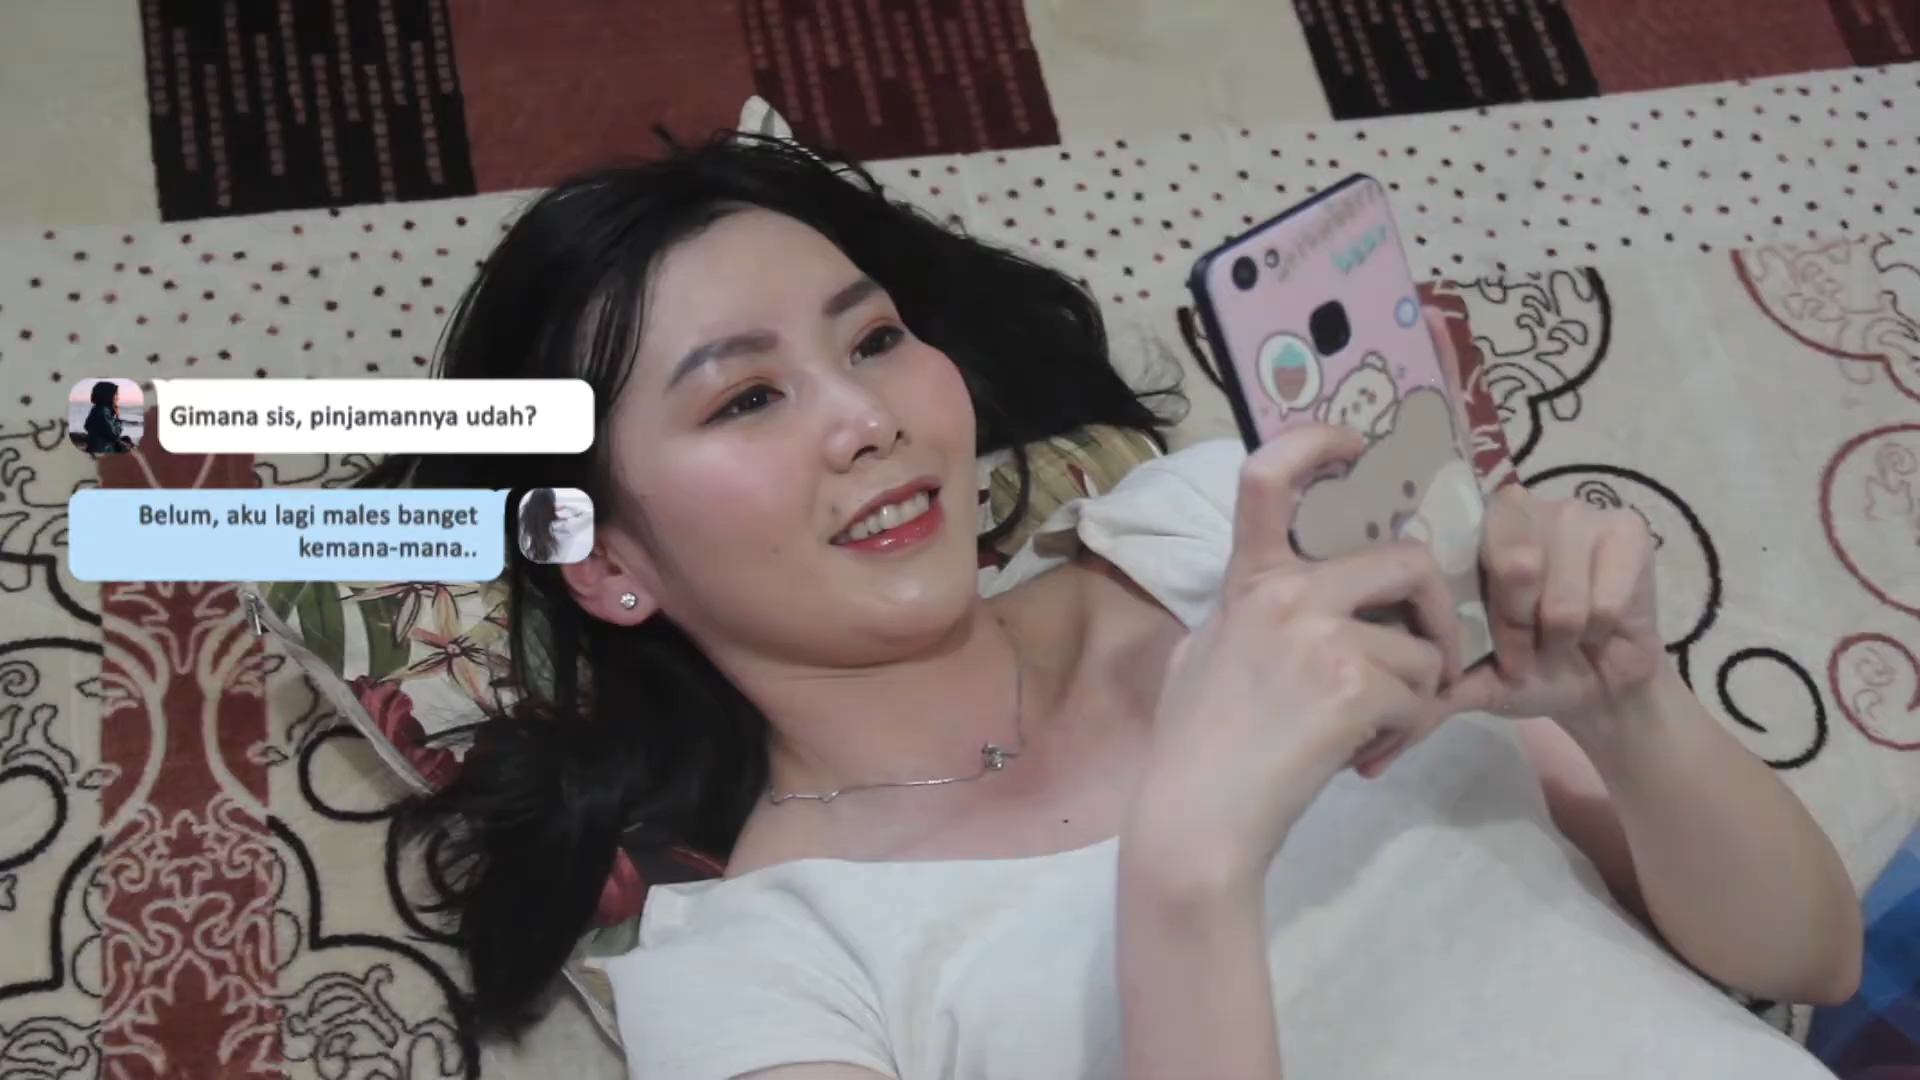 Gimana sis, pinjamannya udah?
Belum, aku lagi males banget
kemana-mana..